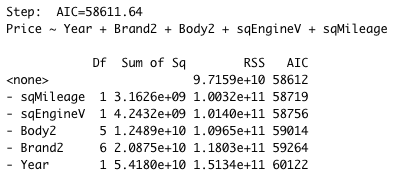 Step:  AIC=58611.64
Price ~ Year + Brand2 + Body2 + sqEngineV + sqMileage
Df Sum of Sq RSS AIC
<none> 9.7159e+10 58612
- sqMileage 1 3.1626e+09 1.0032e+11 58719
- sqEngineV 1 4.2432e+09 1.0140e+11 58756
- Body2 5 1.2489e+10 1.0965e+11 59014
- Brand2 6 2.0875e+10 1.1803e+11 59264
- Year 1 5.4180e+10 1.5134e+11 60122